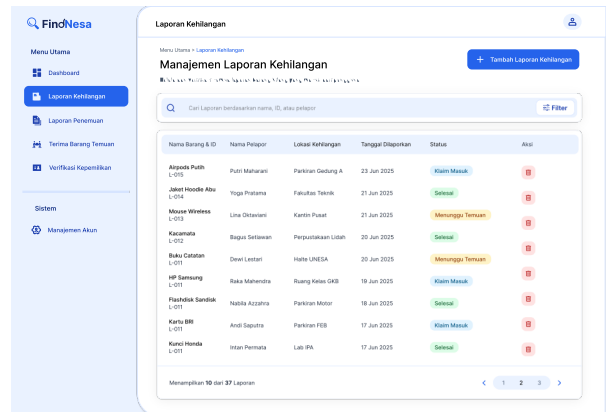 FindNesa
Laporan Kehilangan
Menu Utama
Dashboard
Laporan Kehilangan
Laporan Penemuan
Terima Barang Temuan
Verifikasi Kepemilikan
Sistem
Manajemen Akun
Menu Utama > Laporan Kehilangan
Manajemen Laporan Kehilangan
+ Tambah Laporan Kehilangan
Cari Laporan berdasarkan nama, ID, atau pelapor
Filter
Nama Barang & ID Nama Pelapor Lokasi Kehilangan Tanggal Dilaporkan Status Aksi
Airpods Putih
L-015 Putri Maharani Parkiran Gedung A 23 Jun 2025 Klaim Masuk
Jaket Hoodie Abu
L-014 Yoga Pratama Fakultas Teknik 21 Jun 2025 Selesai
Mouse Wireless
L-013 Lina Oktaviani Kantin Pusat 21 Jun 2025 Menunggu Temuan
Kacamata
L-012 Bagus Setiawan Perpustakaan Lidah 20 Jun 2025 Selesai
Buku Catatan
L-011 Dewi Lestari Halte UNESA 20 Jun 2025 Menunggu Temuan
HP Samsung
L-011 Raka Mahendra Ruang Kelas GKB 19 Jun 2025 Klaim Masuk
Flashdisk Sandisk
L-011 Nabila Azzahra Parkiran Motor 18 Jun 2025 Selesai
Kartu BRI
L-011 Andi Saputra Parkiran FEB 17 Jun 2025 Klaim Masuk
Kunci Honda
L-011 Intan Permata Lab IPA 17 Jun 2025 Selesai
Menampilkan 10 dari 37 Laporan
< 1 2 3 >